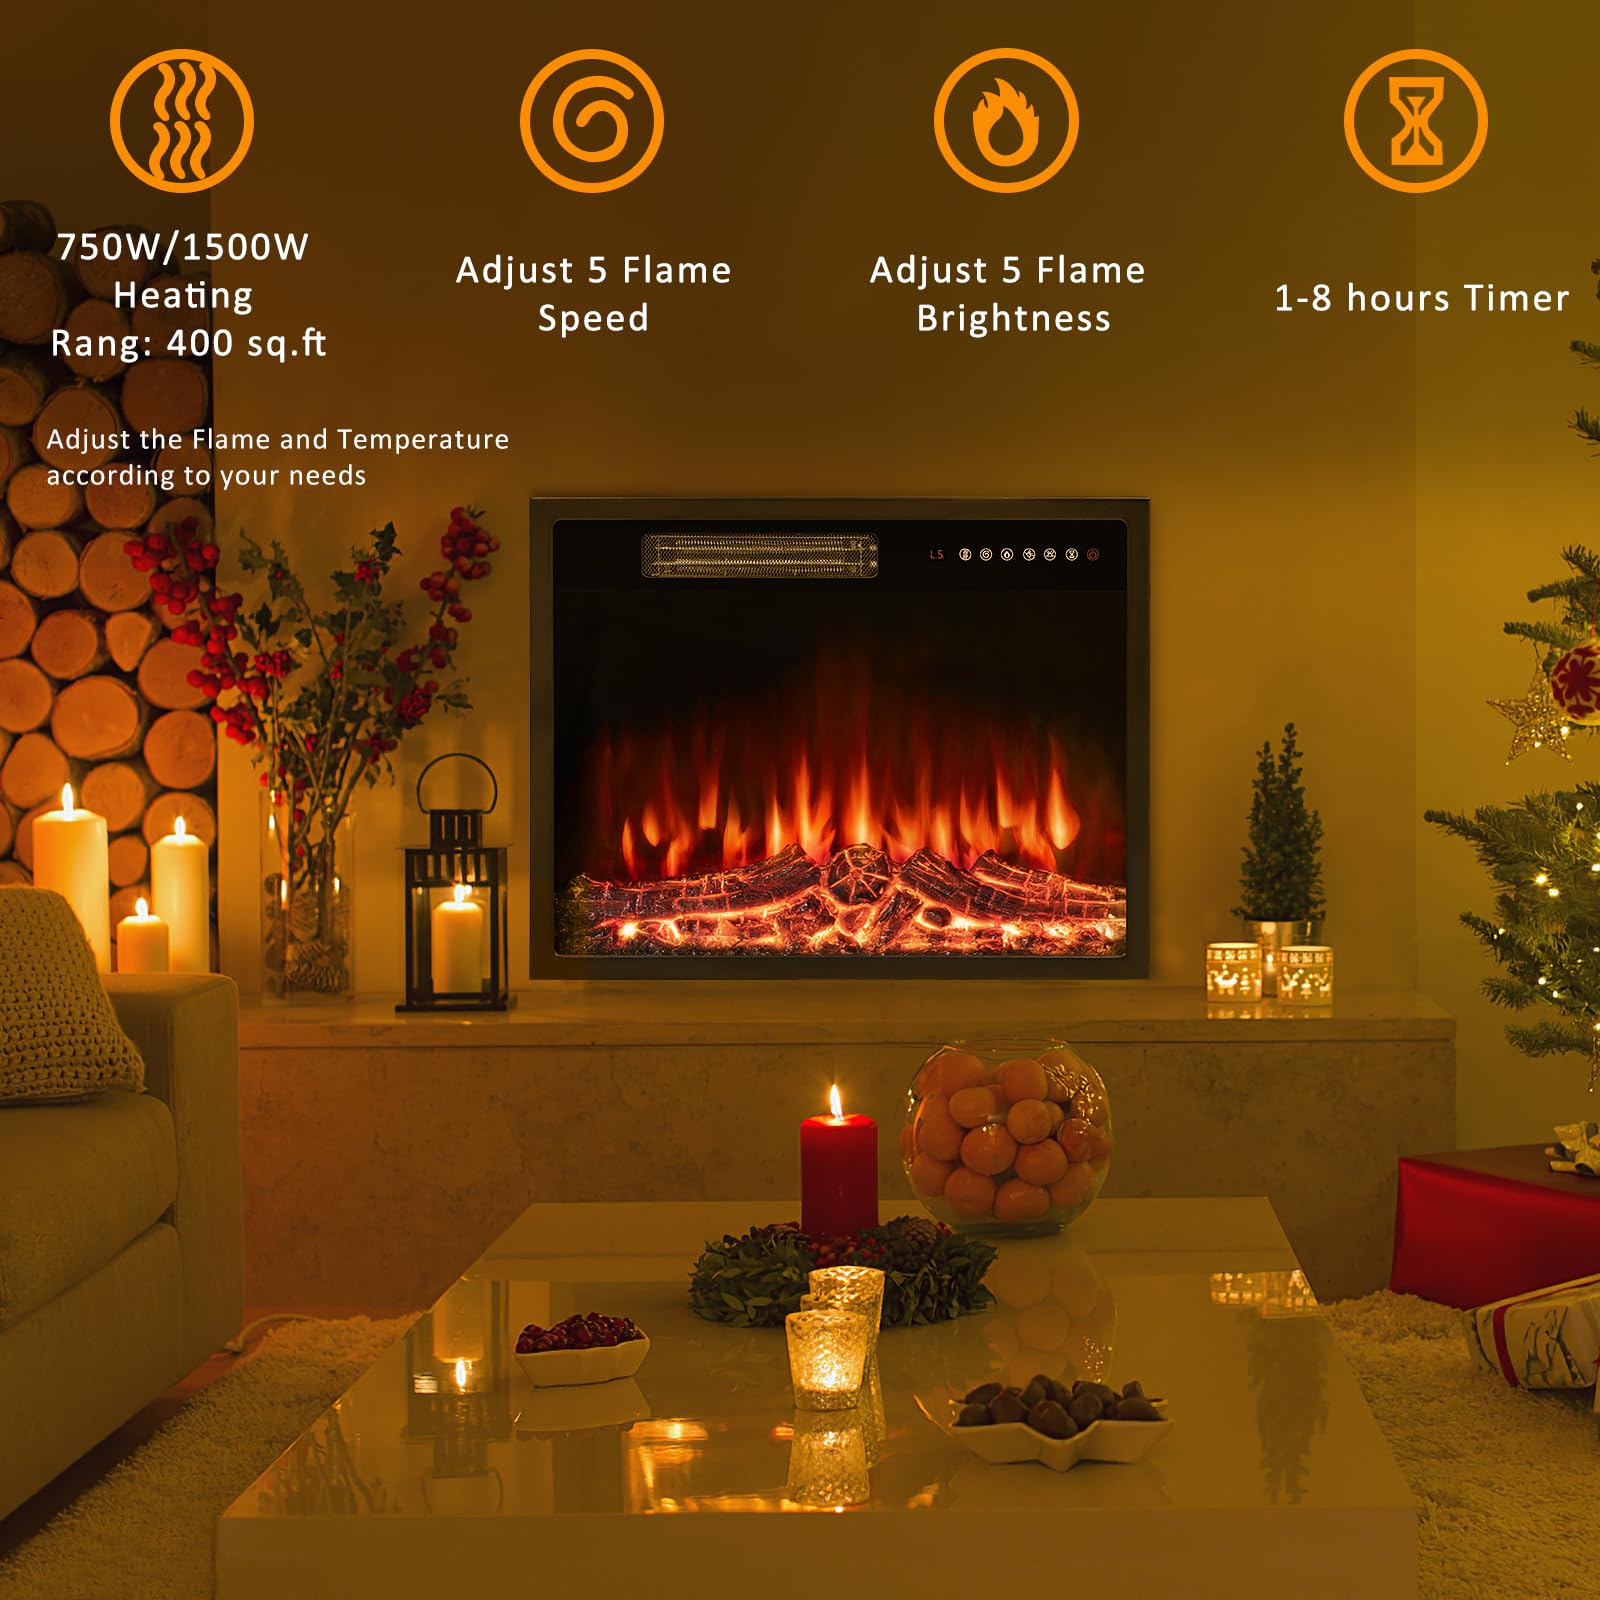 750W/1500W
Heating
Rang: 400 sq.ft
Adjust 5 Flame
Speed
Adjust 5 Flame
Brightness
1-8 hours Timer
Adjust the Flame and Temperature
according to your needs